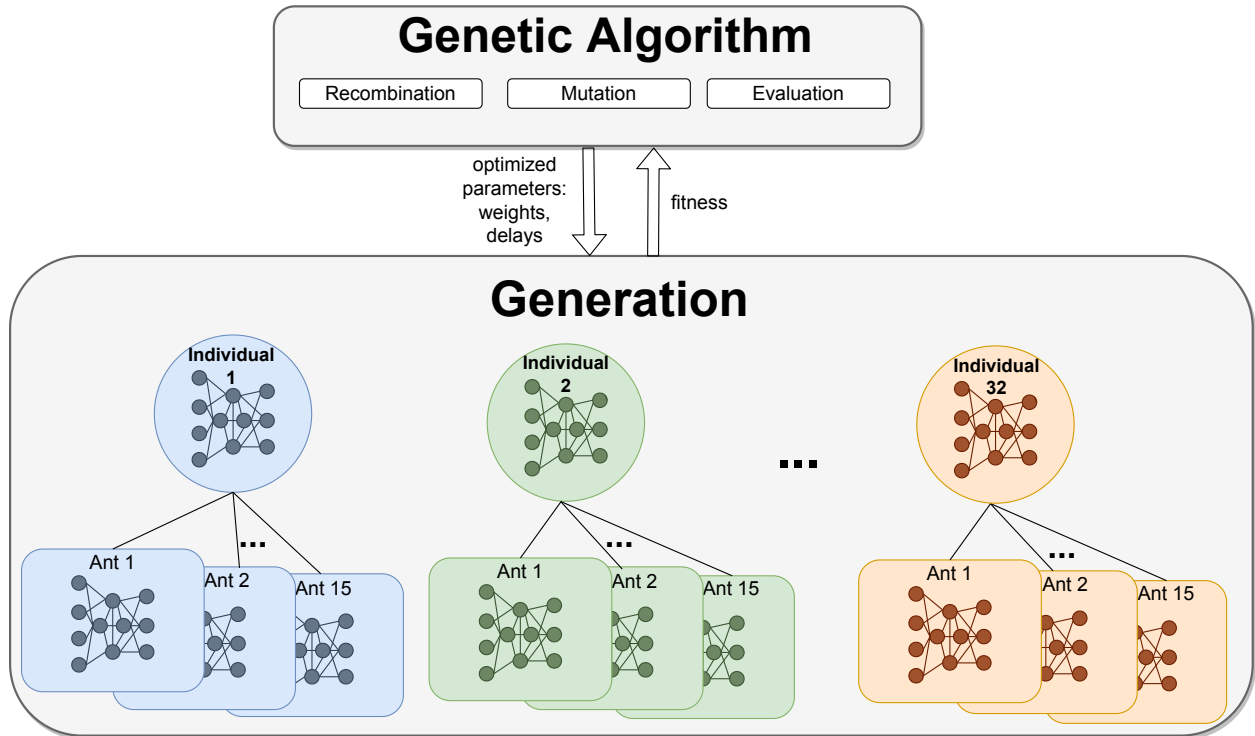 Genetic Algorithm
Recombination
Mutation
Evaluation
optimized
parameters:
weights,
delays
fitness
Generation
Individual
1
Individual
2
Individual
32
...
...
Ant 1
Ant 2
Ant 15
...
Ant 1
Ant 2
Ant 15
...
Ant 1
Ant 2
Ant 15